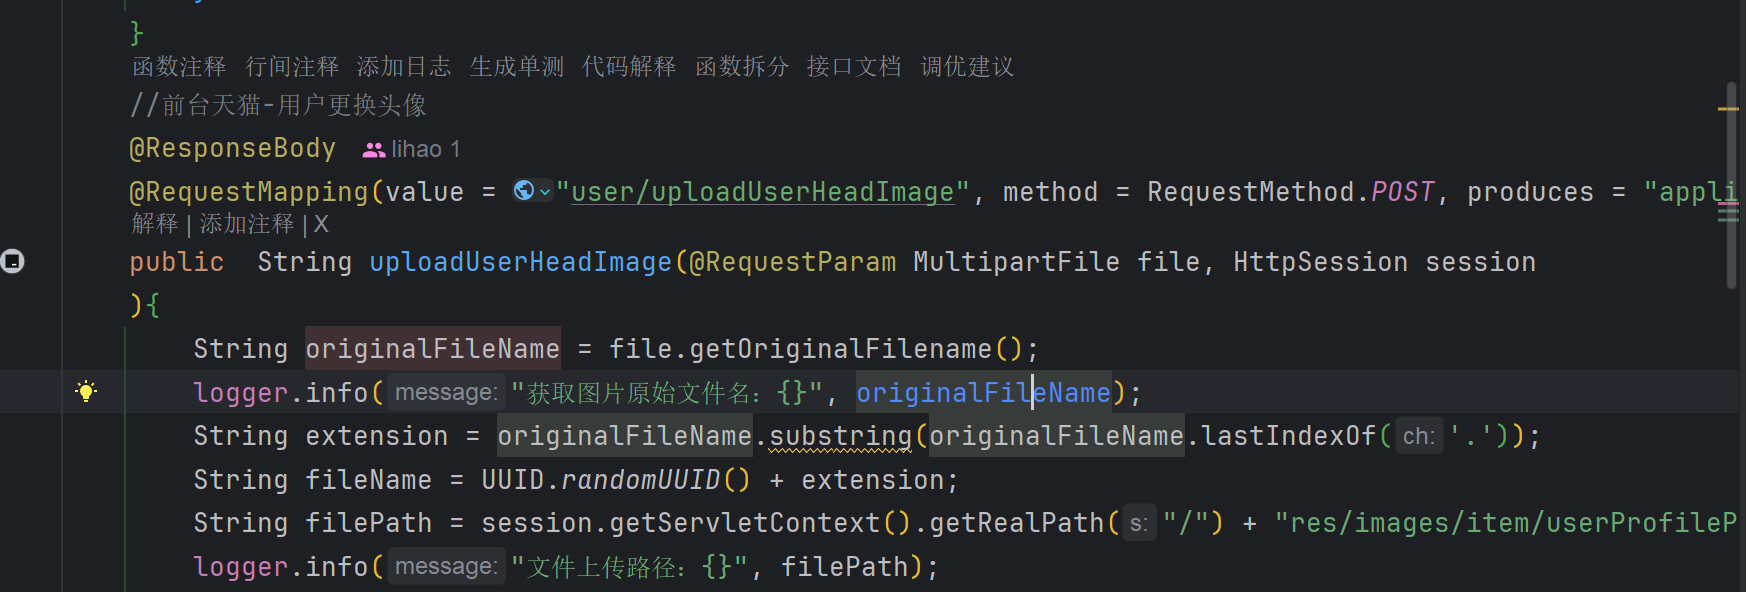 }
函数注释 行间注释 添加日志 生成单测 代码解释 函数拆分 接口文档 调优建议
//前台天猫-用户更换头像
@ResponseBody lihao 1
@RequestMapping(value = "user/uploadUserHeadImage", method = RequestMethod.POST, produces = "appli
解释 | 添加注释 | X
public  String uploadUserHeadImage(@RequestParam MultipartFile file, HttpSession session
){
String originalFileName = file.getOriginalFilename();
logger.info( message: "获取图片原始文件名: {}", originalFileName);
String extension = originalFileName.substring(originalFileName.lastIndexOf( ch: '.'));
String fileName = UUID.randomUUID() + extension;
String filePath = session.getServletContext().getRealPath( s: "/") + "res/images/item/userProfileP
logger.info( message: "文件上传路径: {}", filePath);